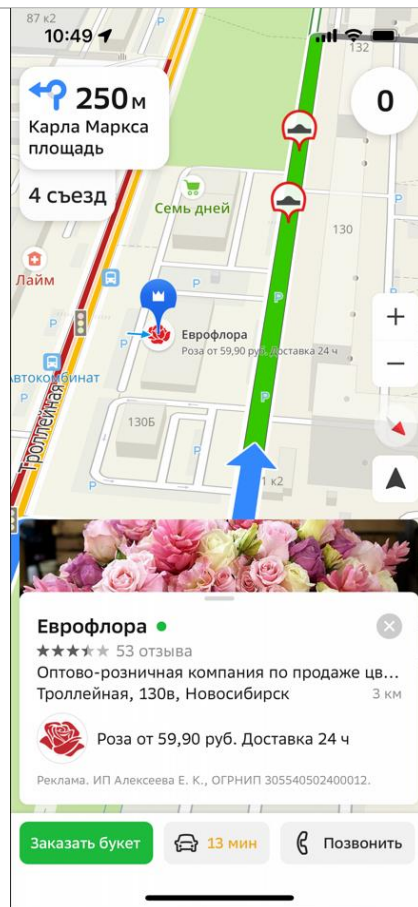 87 к2
10:49
132
250 м
Карла Маркса
площадь
4 съезд
0
P
Семь дней
130
Лайм
P
P
P
Еврофлора
Роза от 59,90 руб. Доставка 24 ч
Автокомбинат
P
130Б
P
Троллейная
P
1 к2
Еврофлора
53 отзыва
Оптово-розничная компания по продаже цв...
Троллейная, 130в, Новосибирск
3 км
Роза от 59,90 руб. Доставка 24 ч
Реклама. ИП Алексеева Е. К., ОГРНИП 305540502400012.
Заказать букет
13 мин
Позвонить